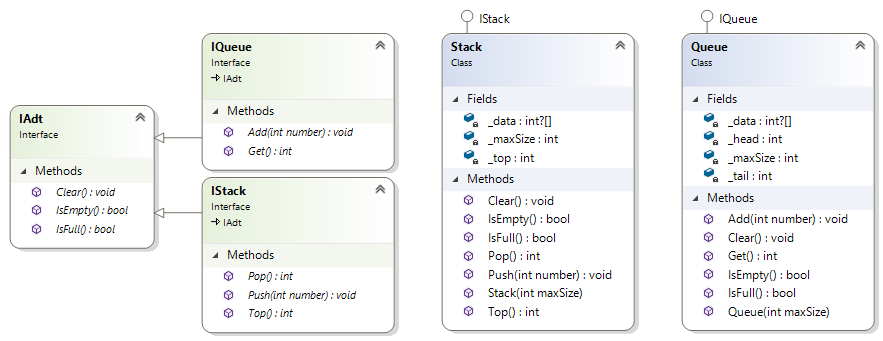 IAdt
Interface
Methods
Clear() : void
IsEmpty() : bool
IsFull() : bool
IQueue
Interface
IAdt
Methods
Add(int number) : void
Get() : int
IStack
Interface
IAdt
Methods
Pop() : int
Push(int number) : void
Top() : int
IStack
Stack
Class
Fields
_data : int?[]
_maxSize : int
_top : int
Methods
Clear() : void
IsEmpty() : bool
IsFull() : bool
Pop() : int
Push(int number) : void
Stack(int maxSize)
Top() : int
IQueue
Queue
Class
Fields
_data : int?[]
_head : int
_maxSize : int
_tail : int
Methods
Add(int number) : void
Clear() : void
Get() : int
IsEmpty() : bool
IsFull() : bool
Queue(int maxSize)